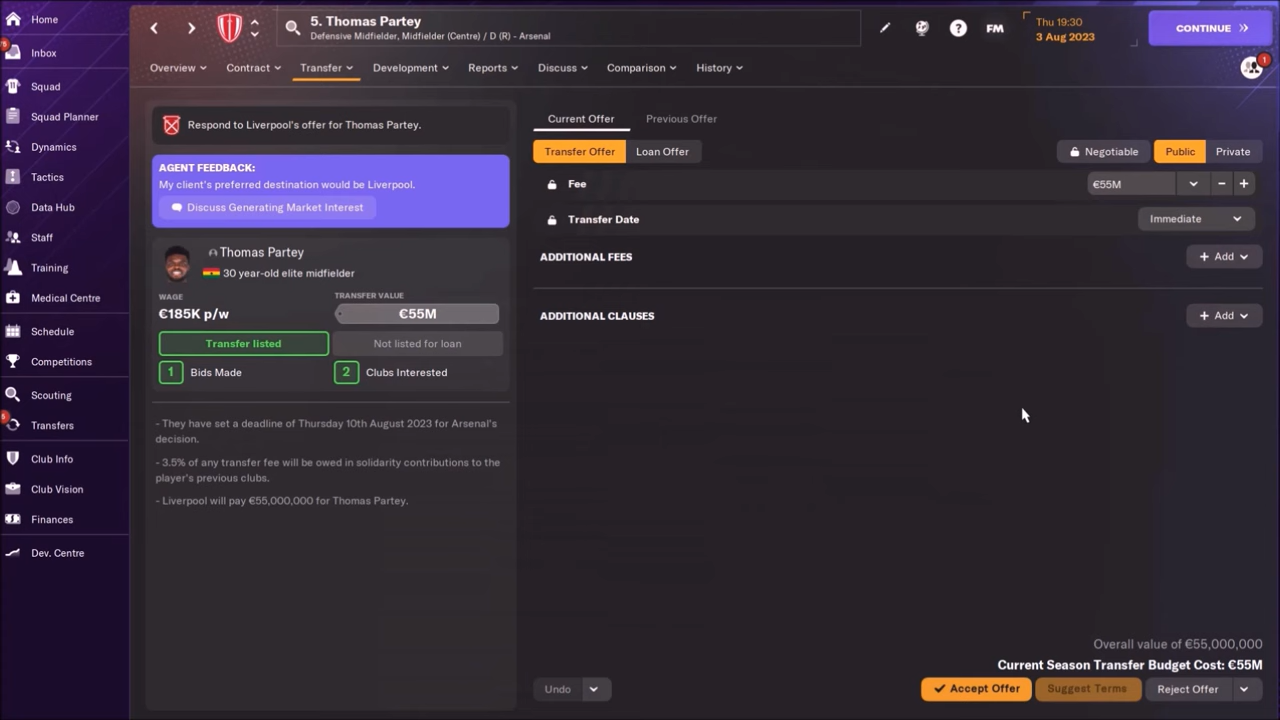 Home
Inbox
Squad
Squad Planner
Dynamics
Tactics
Data Hub
Staff
Training
Medical Centre
Schedule
Competitions
Scouting
Transfers
Club Info
Club Vision
Finances
Dev. Centre
5. Thomas Partey
Defensive Midfielder, Midfielder (Centre) / D (R) - Arsenal
FM
Thu 19:30
3 Aug 2023
CONTINUE
Overview Contract Transfer Development Reports Discuss Comparison History
1
Respond to Liverpool's offer for Thomas Partey.
AGENT FEEDBACK:
My client's preferred destination would be Liverpool.
Discuss Generating Market Interest
Thomas Partey
30 year-old elite midfielder
WAGE TRANSFER VALUE
€185K p/w €55M
Transfer listed Not listed for loan
1 Bids Made 2 Clubs Interested
- They have set a deadline of Thursday 10th August 2023 for Arsenal's
decision.
- 3.5% of any transfer fee will be owed in solidarity contributions to the
player's previous clubs.
- Liverpool will pay €55,000,000 for Thomas Partey.
Current Offer Previous Offer
Transfer Offer Loan Offer Negotiable Public Private
Fee €55M
Transfer Date Immediate
ADDITIONAL FEES + Add
ADDITIONAL CLAUSES + Add
Overall value of €55,000,000
Current Season Transfer Budget Cost: €55M
Undo Accept Offer Suggest Terms Reject Offer